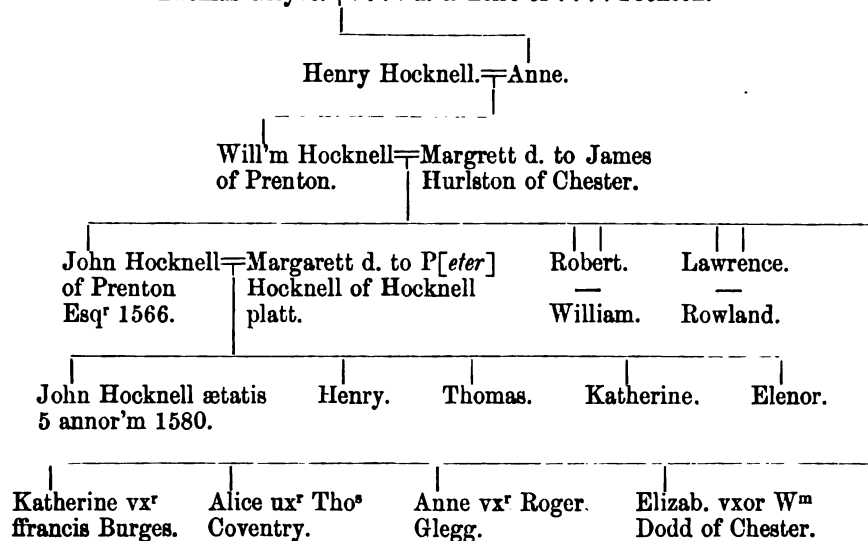 Henry Hocknell.=Anne.
Will'm Hocknell=Margrett d. to James
of Prenton. Hurlston of Chester.
John Hocknell=Margarett d. to P[eter] Robert. Lawrence.
of Prenton Hocknell of Hocknell — —
Esqʳ 1566. platt. William. Rowland.
John Hocknell ætatis Henry. Thomas. Katherine. Elenor.
5 annor'm 1580.
Katherine vxʳ Alice uxʳ Thoˢ Anne vxʳ Roger. Elizab. vxor Wᵐ
ffrancis Burges. Coventry. Glegg. Dodd of Chester.